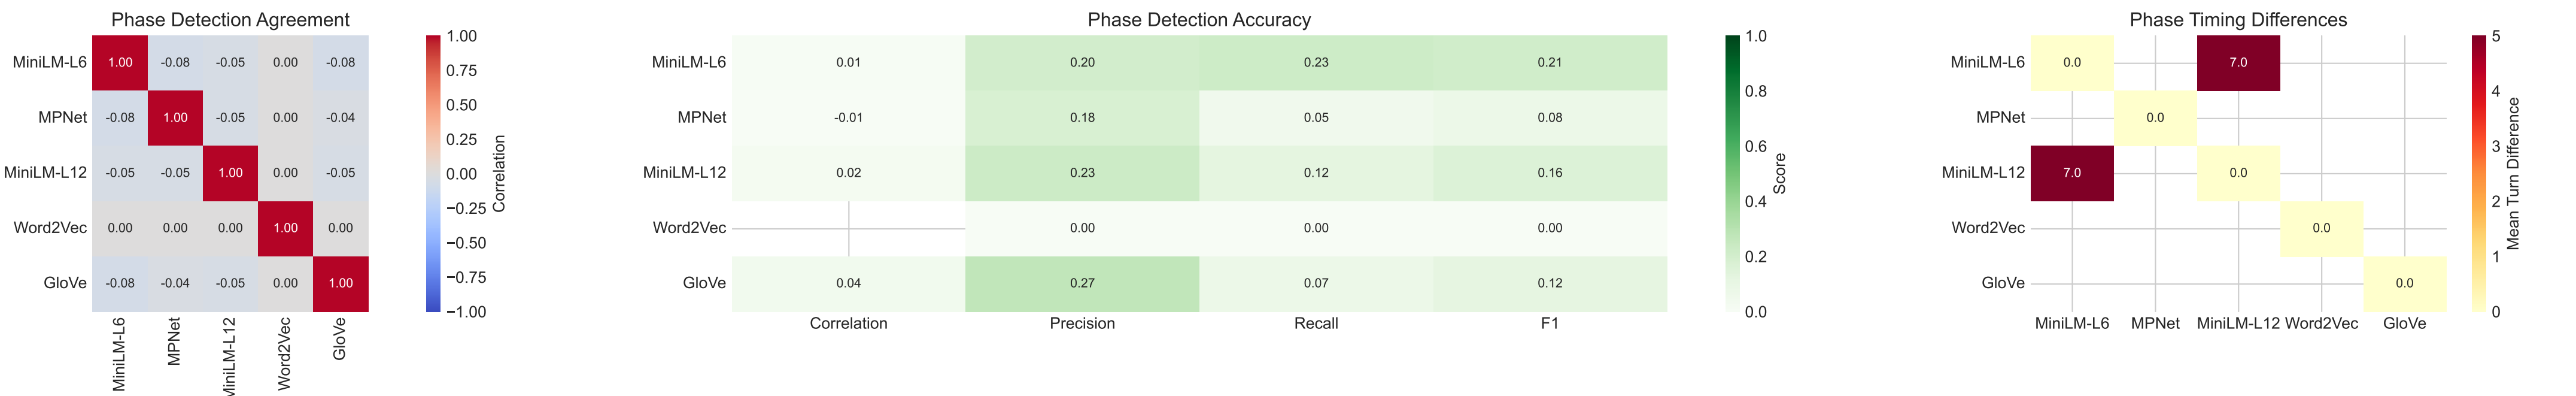 Phase Detection Agreement
MiniLM-L6 1.00 -0.08 -0.05 0.00 -0.08
MPNet -0.08 1.00 -0.05 0.00 -0.04
MiniLM-L12 -0.05 -0.05 1.00 0.00 -0.05
Word2Vec 0.00 0.00 0.00 1.00 0.00
GloVe -0.08 -0.04 -0.05 0.00 1.00
MiniLM-L6 MPNet MiniLM-L12 Word2Vec GloVe
1.00
0.75
0.50
0.25
0.00
−0.25
−0.50
−0.75
−1.00
Correlation
Phase Detection Accuracy
MiniLM-L6 0.01 0.20 0.23 0.21
MPNet -0.01 0.18 0.05 0.08
MiniLM-L12 0.02 0.23 0.12 0.16
Word2Vec 0.00 0.00 0.00
GloVe 0.04 0.27 0.07 0.12
Correlation Precision Recall F1
1.0
0.8
0.6
0.4
0.2
0.0
Score
Phase Timing Differences
MiniLM-L6 0.0 7.0
MPNet 0.0
MiniLM-L12 7.0 0.0
Word2Vec 0.0
GloVe 0.0
MiniLM-L6 MPNet MiniLM-L12 Word2Vec GloVe
5
4
3
2
1
0
Mean Turn Difference